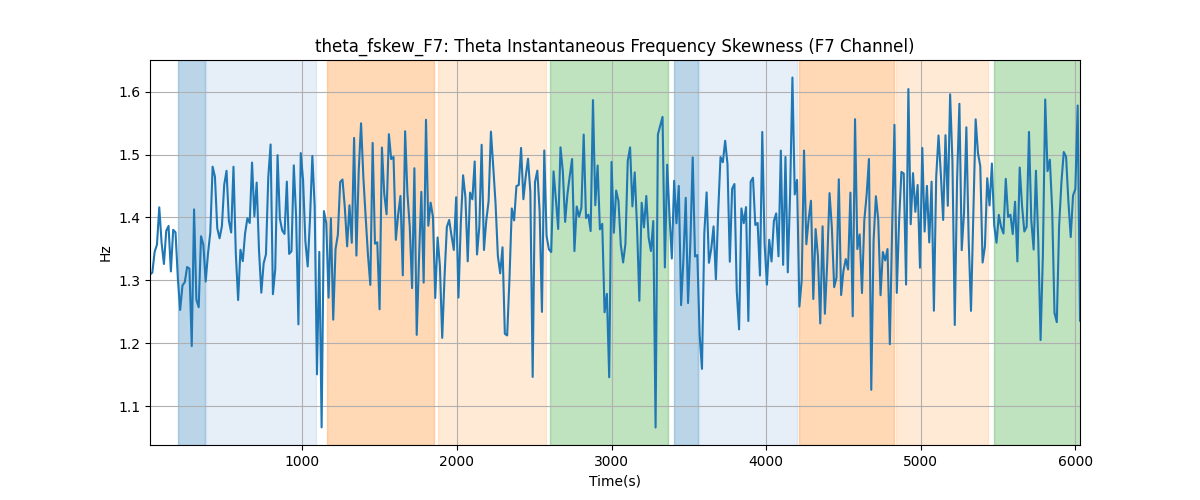 theta_fskew_F7: Theta Instantaneous Frequency Skewness (F7 Channel)
1.6
1.5
1.4
1.3
1.2
1.1
Hz
1000 2000 3000 4000 5000 6000
Time(s)